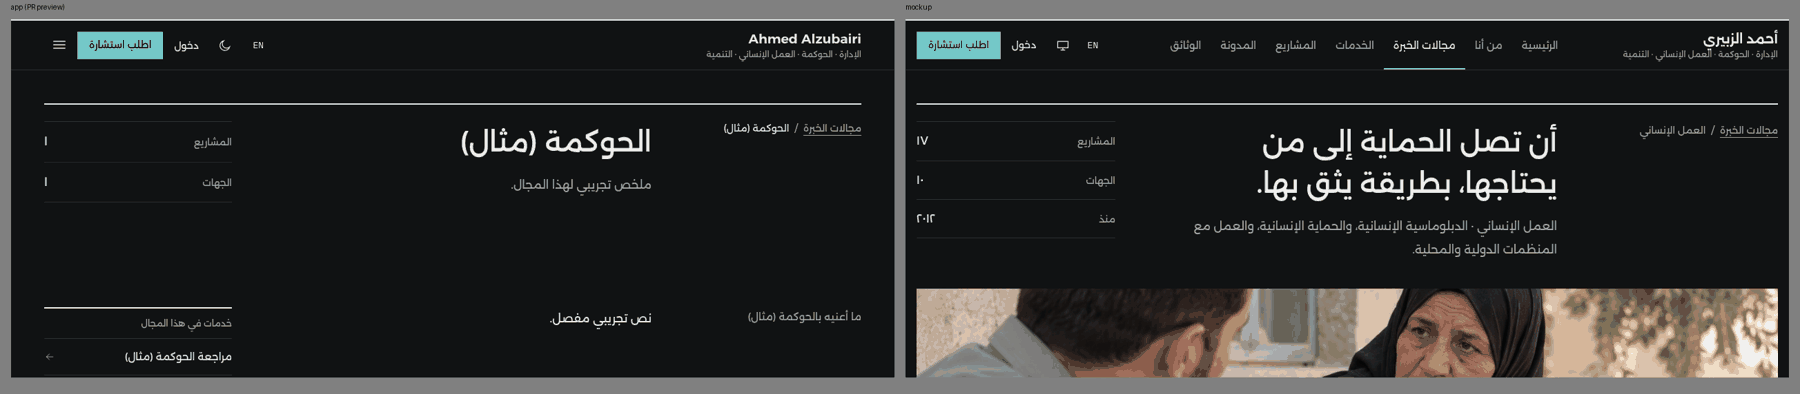 app (PR preview)
Ahmed Alzubairi
الإدارة · الحوكمة · العمل الإنساني · التنمية
EN
دخول
اطلب استشارة
مجالات الخبرة / الحوكمة (مثال)
الحوكمة (مثال)
ملخص تجريبي لهذا المجال.
المشاريع ١
الجهات ١
ما أعنيه بالحوكمة (مثال)
نص تجريبي مفصل.
خدمات في هذا المجال
مراجعة الحوكمة (مثال) ←
mockup
أحمد الزبيري
الإدارة · الحوكمة · العمل الإنساني · التنمية
الرئيسية من أنا مجالات الخبرة الخدمات المشاريع المدونة الوثائق
EN
دخول
اطلب استشارة
مجالات الخبرة / العمل الإنساني
أن تصل الحماية إلى من
يحتاجها، بطريقة يثق بها.
العمل الإنساني · الدبلوماسية الإنسانية، والحماية الإنسانية، والعمل مع
المنظمات الدولية والمحلية.
المشاريع ١٧
الجهات ١٠
منذ ٢٠١٢